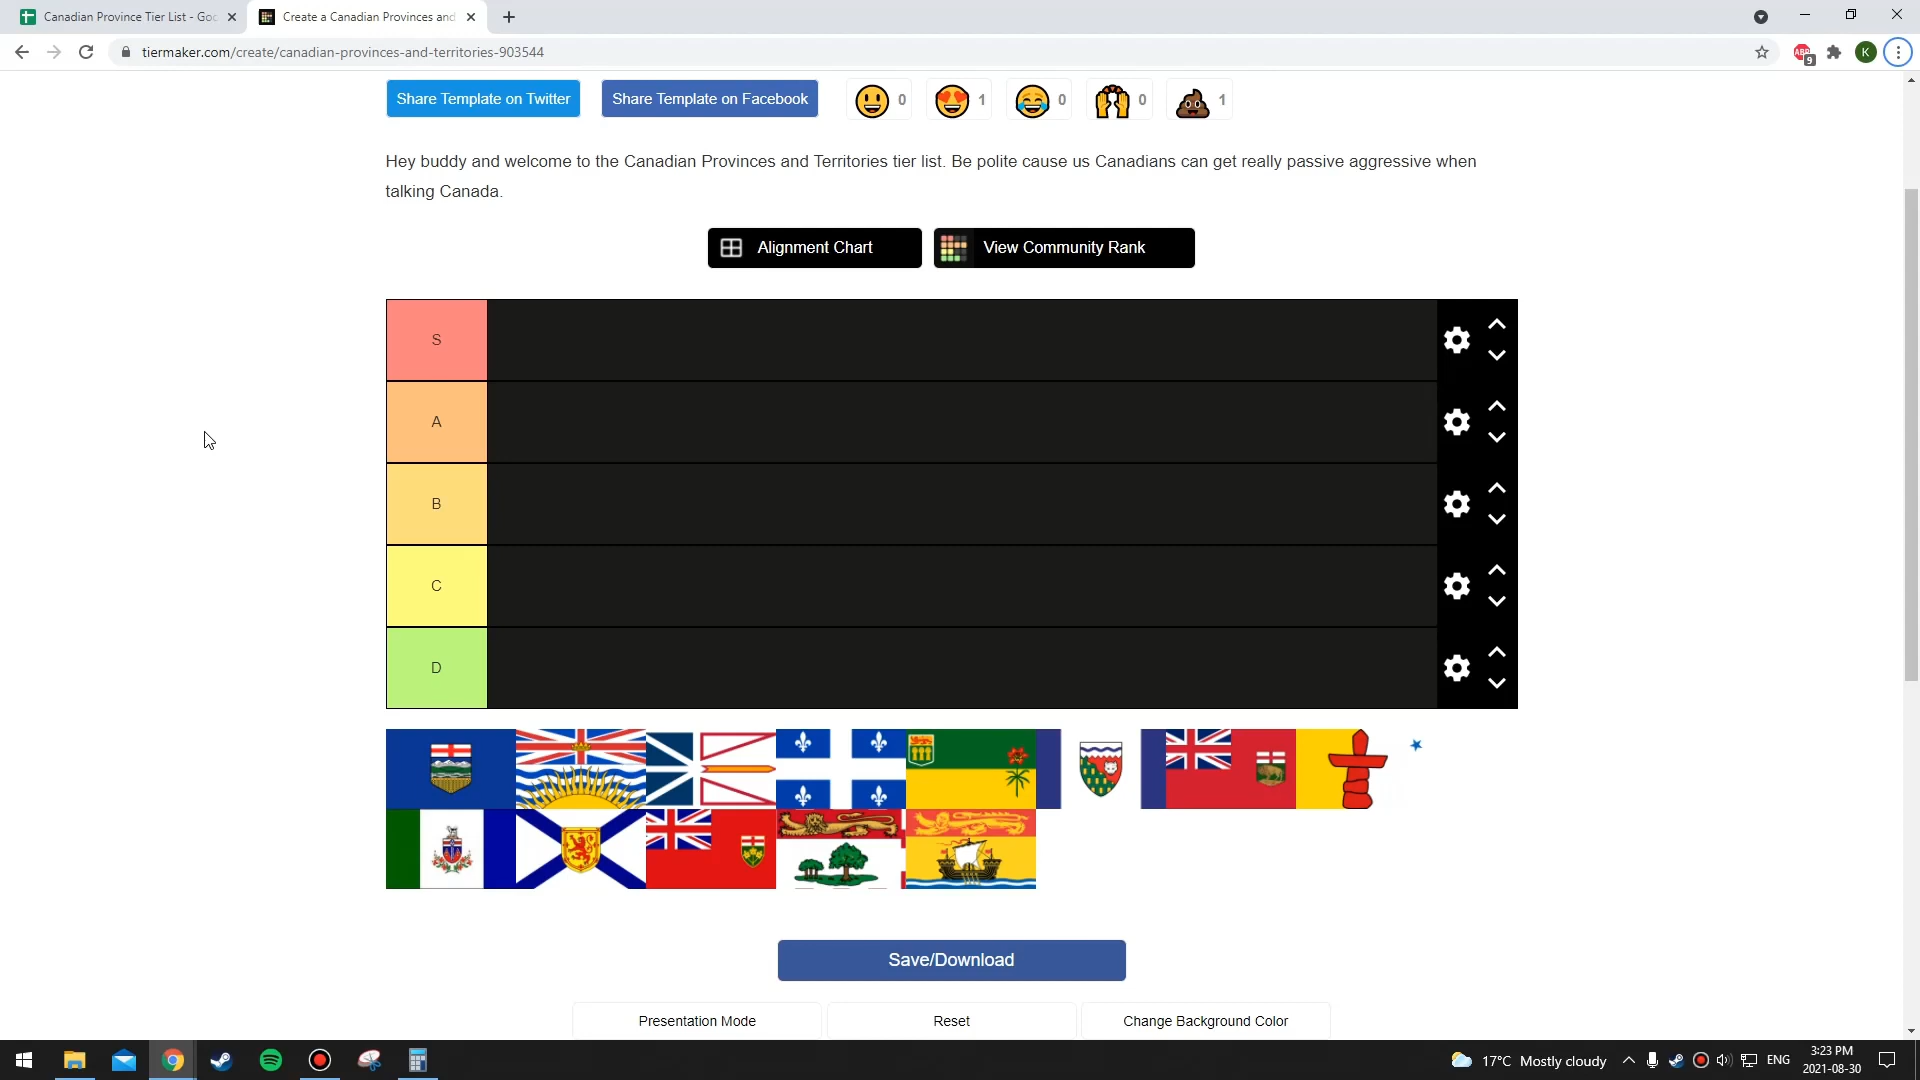 Canadian Province Tier List - Goo
Create a Canadian Provinces and
tiermaker.com/create/canadian-provinces-and-territories-903544
ABP
9
K
Share Template on Twitter
Share Template on Facebook
0
1
0
0
1
Hey buddy and welcome to the Canadian Provinces and Territories tier list. Be polite cause us Canadians can get really passive aggressive when
talking Canada.
Alignment Chart
View Community Rank
S
A
B
C
D
Save/Download
Presentation Mode
Reset
Change Background Color
17°C Mostly cloudy
ENG
3:23 PM
2021-08-30